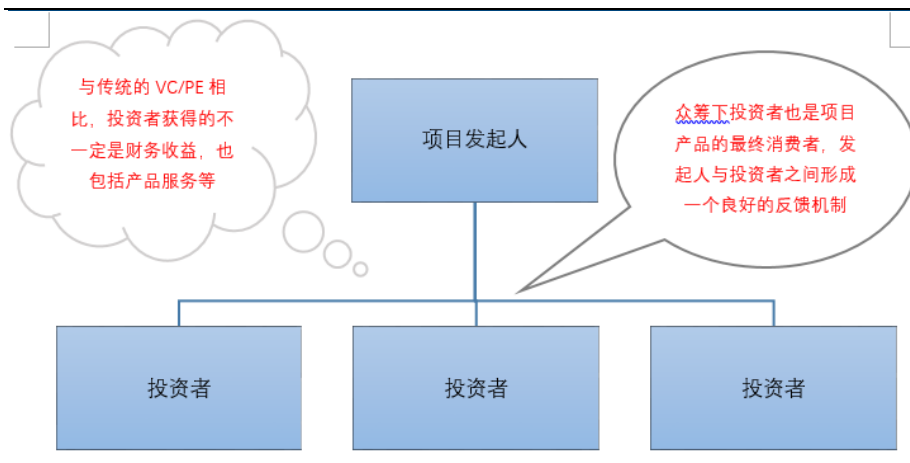 与传统的 VC/PE 相
比，投资者获得的不
一定是财务收益，也
包括产品服务等
项目发起人
众筹下投资者也是项目
产品的最终消费者，发
起人与投资者之间形成
一个良好的反馈机制
投资者
投资者
投资者